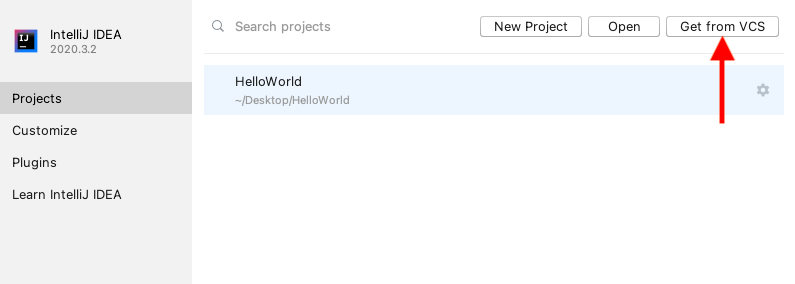 IntelliJ IDEA
2020.3.2
Projects
Customize
Plugins
Learn IntelliJ IDEA
Search projects
New Project
Open
Get from VCS
HelloWorld
~/Desktop/HelloWorld